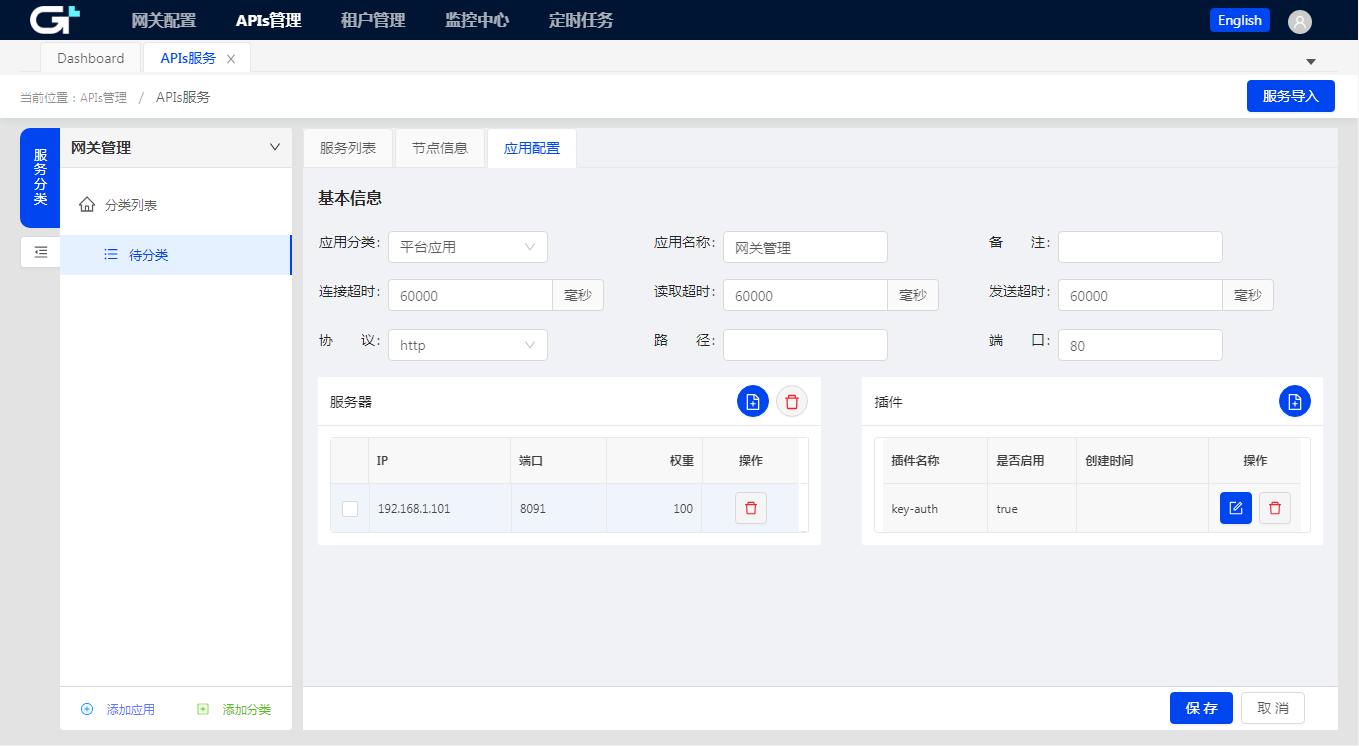 G+ 网关配置 APIs管理 租户管理 监控中心 定时任务 English
Dashboard APIs服务
当前位置：APIs管理 / APIs服务 服务导入
服务分类
网关管理
分类列表
待分类
添加应用 添加分类
服务列表 节点信息 应用配置
基本信息
应用分类: 平台应用 应用名称: 网关管理 备 注:
连接超时: 60000 毫秒 读取超时: 60000 毫秒 发送超时: 60000 毫秒
协 议: http 路 径: 端 口: 80
服务器
IP 端口 权重 操作
192.168.1.101 8091 100
插件
插件名称 是否启用 创建时间 操作
key-auth true
保 存 取 消